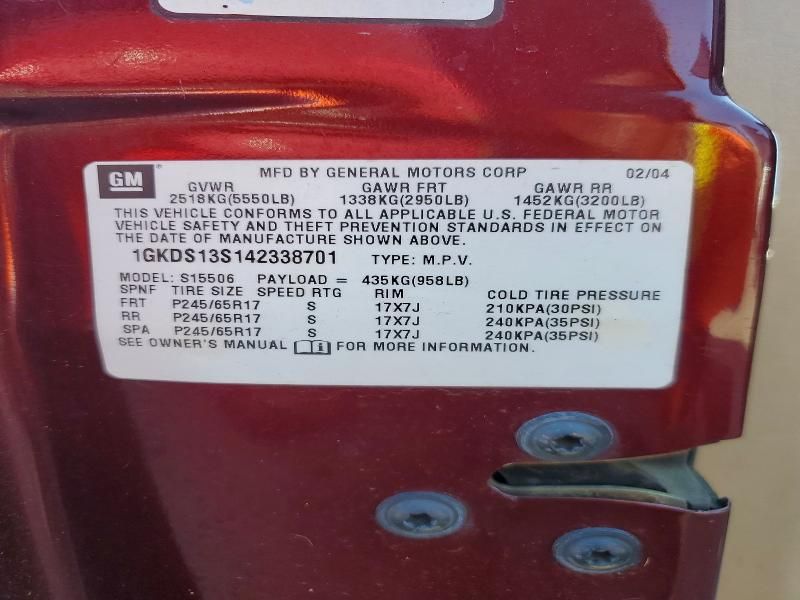 GM® MFD BY GENERAL MOTORS CORP 02/04
GVWR GAWR FRT GAWR RR
2518KG(5550LB) 1338KG(2950LB) 1452KG(3200LB)
THIS VEHICLE CONFORMS TO ALL APPLICABLE U.S. FEDERAL MOTOR
VEHICLE SAFETY AND THEFT PREVENTION STANDARDS IN EFFECT ON
THE DATE OF MANUFACTURE SHOWN ABOVE.
1GKDS13S142338701 TYPE: M.P.V.
MODEL: S15506 PAYLOAD = 435KG(958LB)
SPNF TIRE SIZE SPEED RTG RIM COLD TIRE PRESSURE
FRT P245/65R17 S 17X7J 210KPA(30PSI)
RR P245/65R17 S 17X7J 240KPA(35PSI)
SPA P245/65R17 S 17X7J 240KPA(35PSI)
SEE OWNER'S MANUAL FOR MORE INFORMATION.